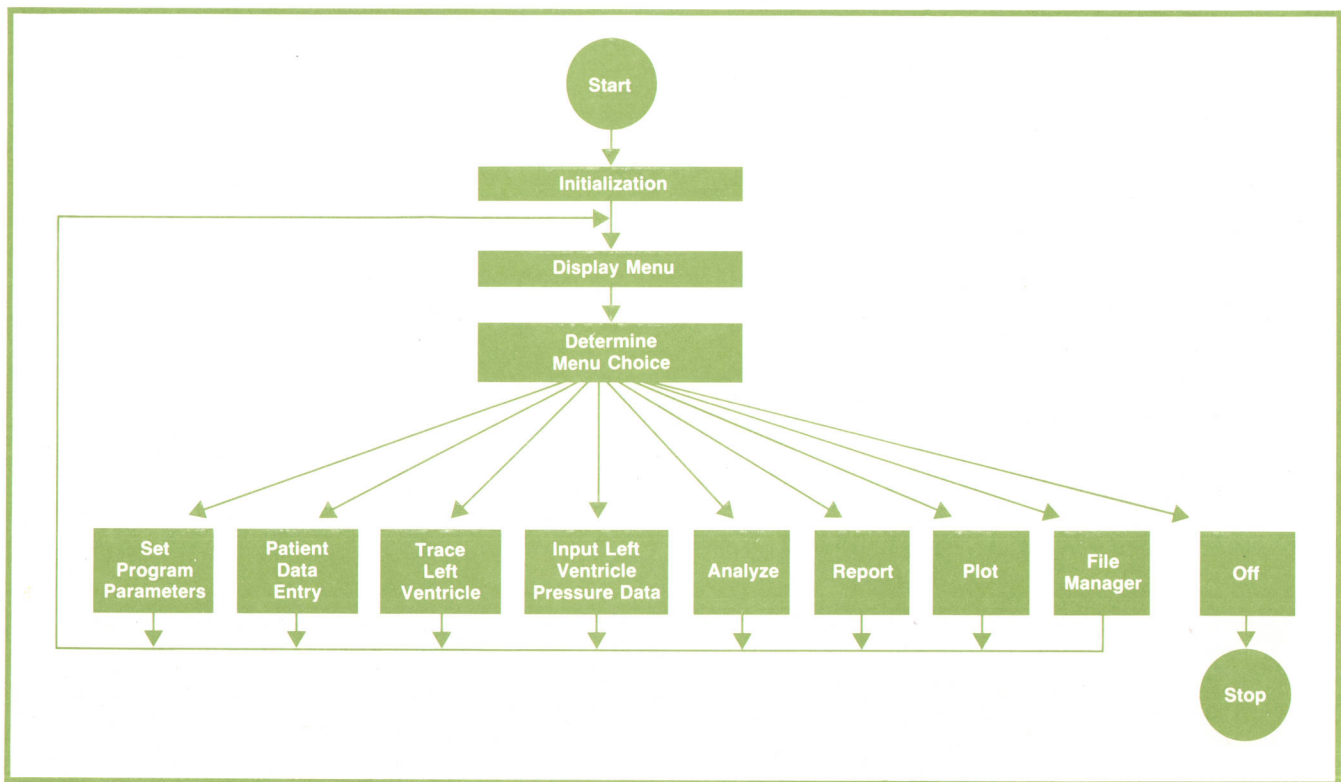 Start
Initialization
Display Menu
Determine
Menu Choice
Set
Program
Parameters
Patient
Data
Entry
Trace
Left
Ventricle
Input Left
Ventricle
Pressure Data
Analyze
Report
Plot
File
Manager
Off
Stop